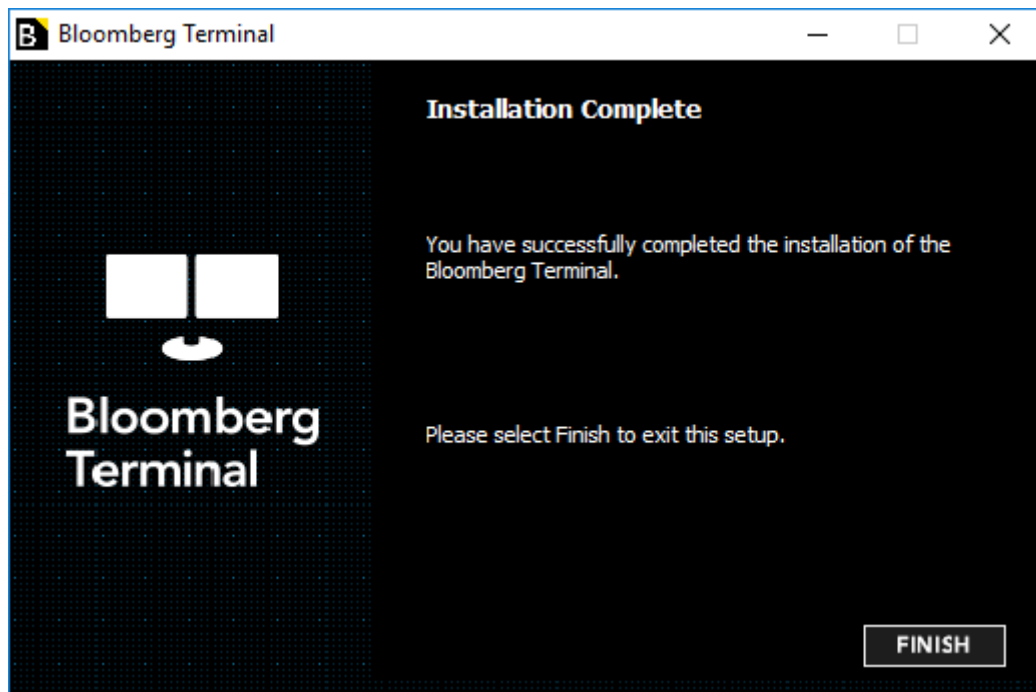 Bloomberg Terminal
Installation Complete
You have successfully completed the installation of the
Bloomberg Terminal.
Bloomberg
Terminal
Please select Finish to exit this setup.
FINISH